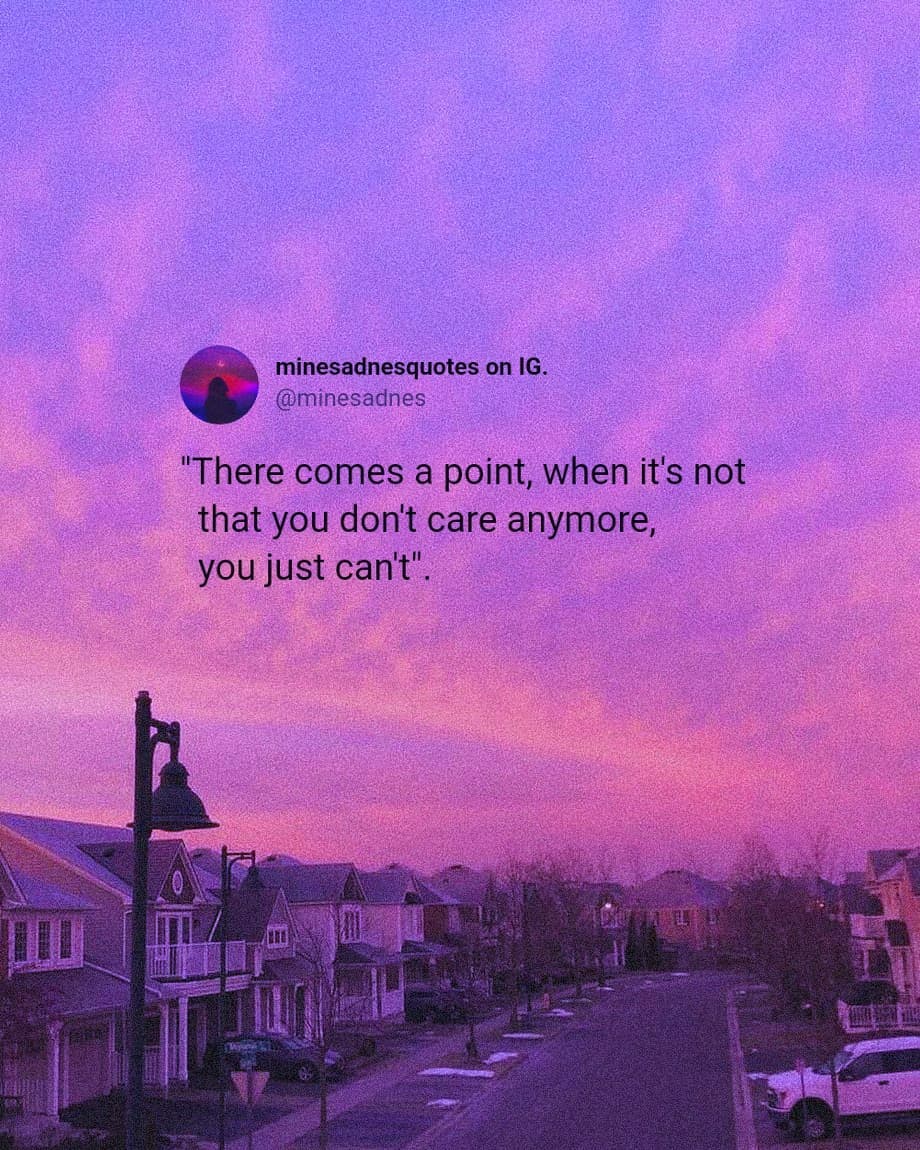 minesadnesquotes on IG.
@minesadnes
"There comes a point, when it's not
that you don't care anymore,
you just can't".